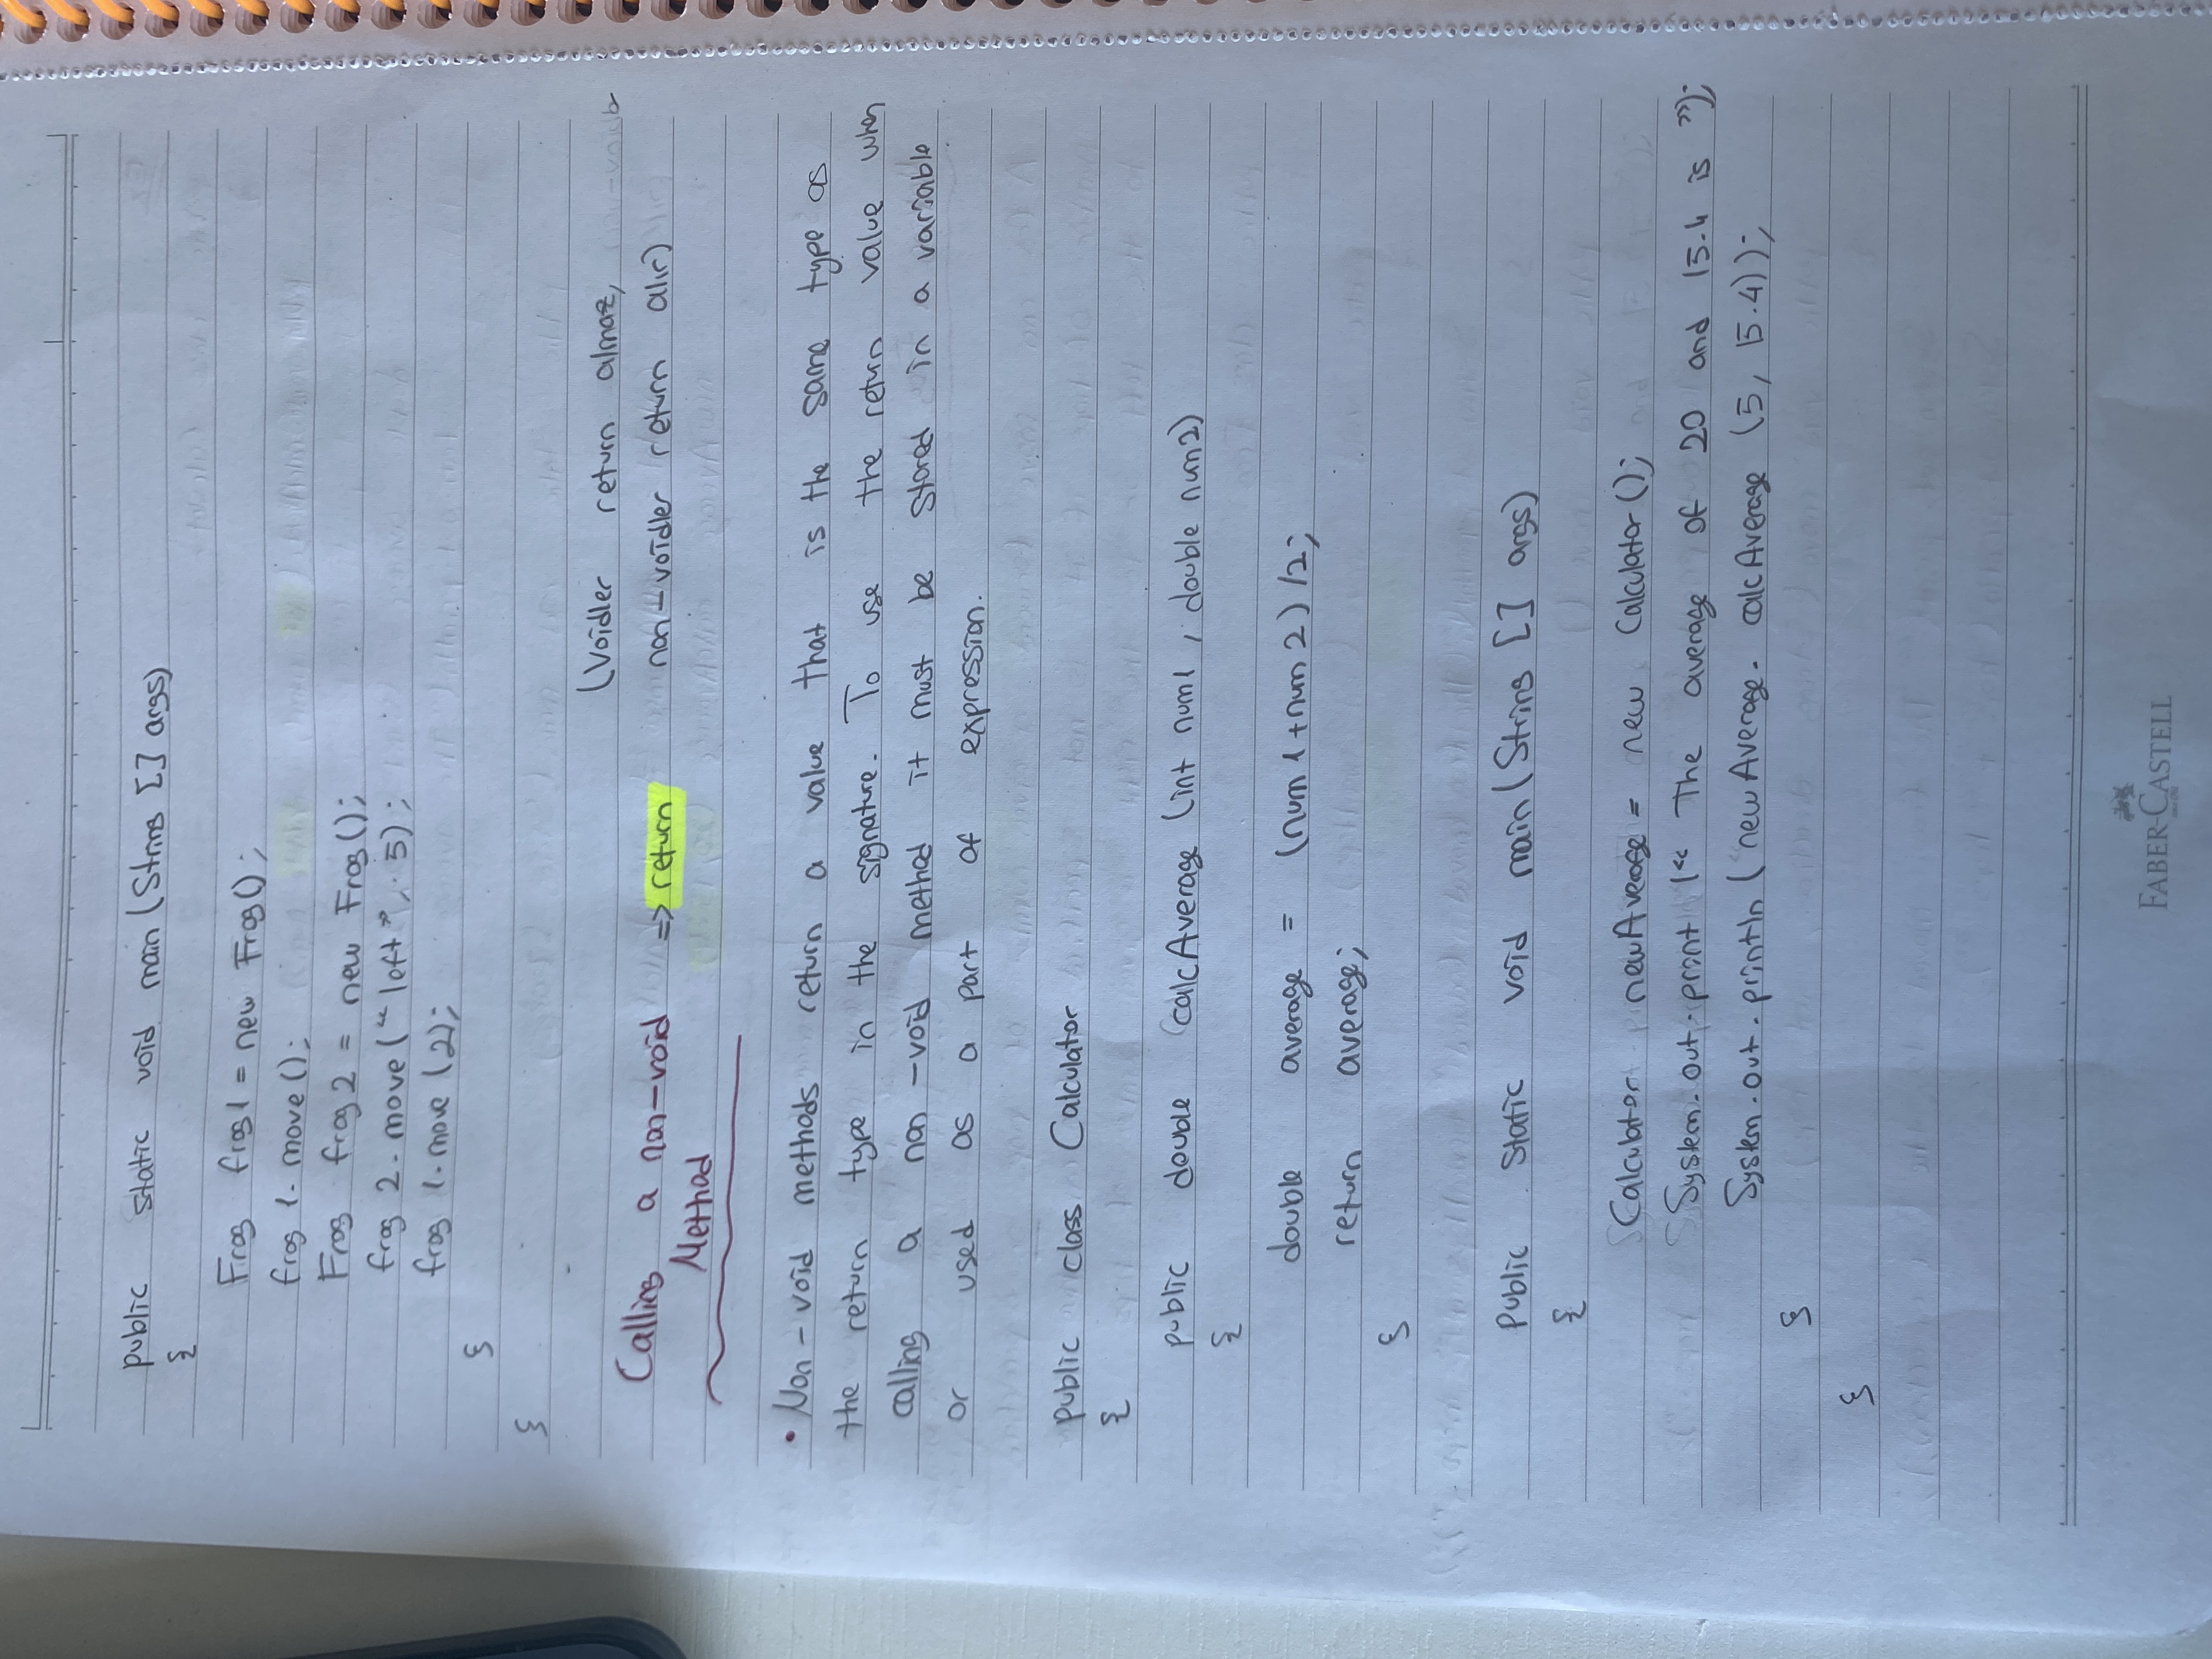 public static void main (String [] args)
{
Frog frog1 = new Frog();
frog 1. move ();
Frog frog 2 = new Frog ();
frog 2. move ("left", 5);
frog 1. move (2);
}
}
(Voidler return almaz,
Calling a non-void => return non-voidler return alır)
Method
• Non-void methods return a value that is the same type as
the return type in the signature. To use the return value when
calling a non-void method it must be stored in a variable
or used as a part of expression.
public class Calculator
{
public double calcAverage (int num1, double num2)
{
double average = (num1+num2) /2;
return average;
}
public static void main (String [] args)
{
Calculator newAverage = new Calculator ();
System.out.print (" The average of 20 and 15.4 is ");
System.out.println (newAverage. calcAverage (5, 15.4));
}
}
FABER-CASTELL